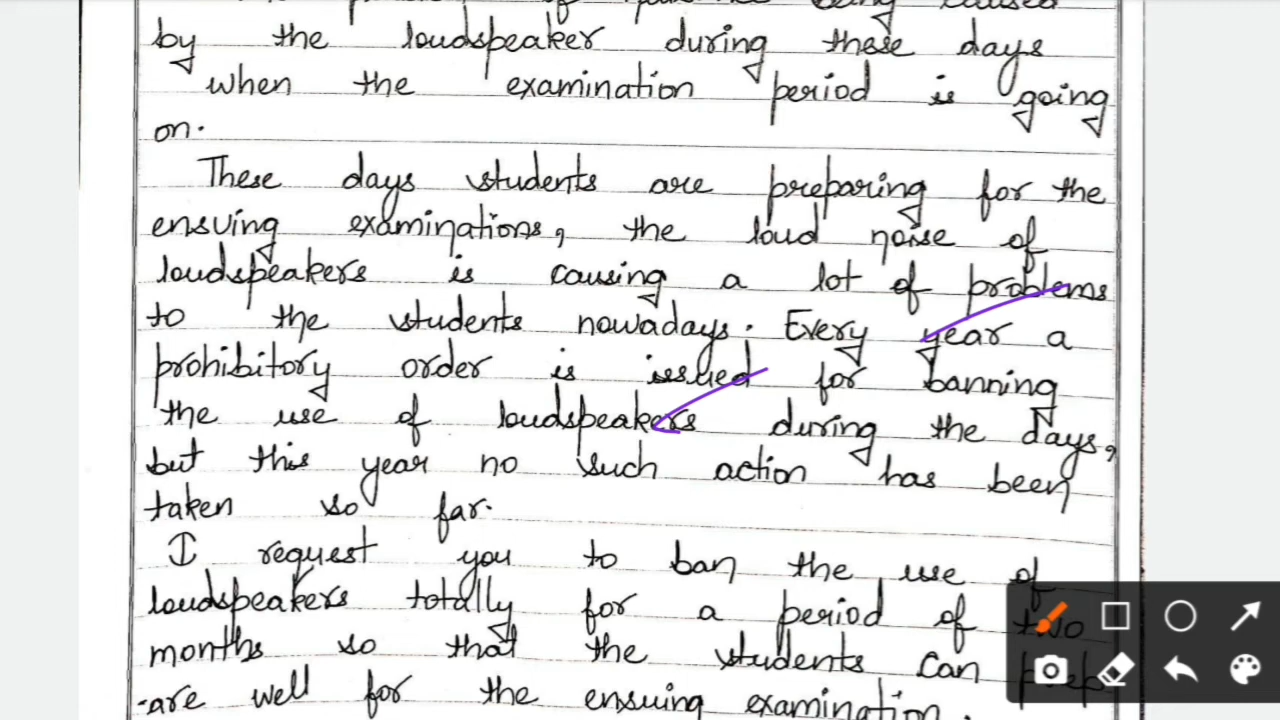 being caused
by the loudspeaker during these days
when the examination period is going
on.
These days students are preparing for the
ensuing examinations, the loud noise of
loudspeakers is causing a lot of problems
to the students nowadays. Every year a
prohibitory order is issued for banning
the use of loudspeakers during the days,
but this year no such action has been
taken so far.
I request you to ban the use of
loudspeakers totally for a period of two
months so that the students can prep-
-are well for the ensuing examination.